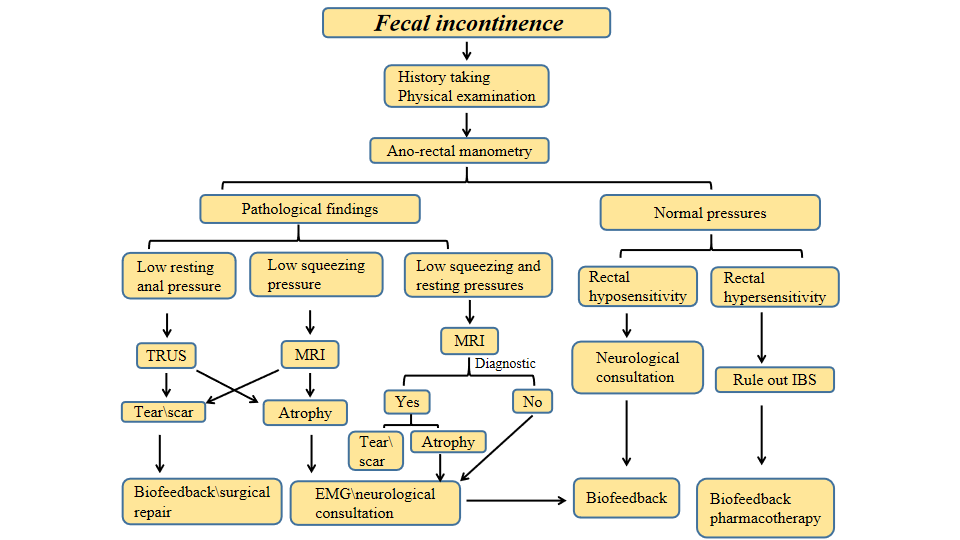 Fecal incontinence
History taking
Physical examination
Ano-rectal manometry
Pathological findings
Normal pressures
Low resting
anal pressure
Low squeezing
pressure
Low squeezing and
resting pressures
Rectal
hyposensitivity
Rectal
hypersensitivity
TRUS
MRI
MRI
Diagnostic
Neurological
consultation
Rule out IBS
Yes
No
Tear\scar
Atrophy
Tear\
scar
Atrophy
Biofeedback\surgical
repair
EMG\neurological
consultation
Biofeedback
Biofeedback
pharmacotherapy